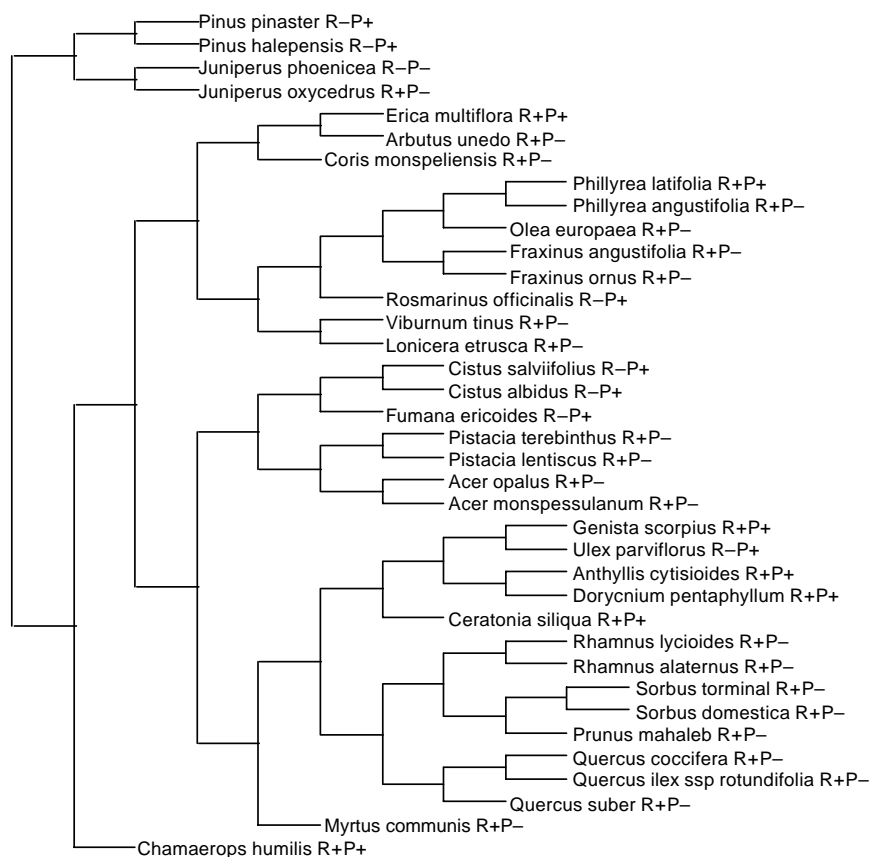 Pinus pinaster R–P+
Pinus halepensis R–P+
Juniperus phoenicea R–P–
Juniperus oxycedrus R+P–
Erica multiflora R+P+
Arbutus unedo R+P–
Coris monspeliensis R+P–
Phillyrea latifolia R+P+
Phillyrea angustifolia R+P–
Olea europaea R+P–
Fraxinus angustifolia R+P–
Fraxinus ornus R+P–
Rosmarinus officinalis R–P+
Viburnum tinus R+P–
Lonicera etrusca R+P–
Cistus salviifolius R–P+
Cistus albidus R–P+
Fumana ericoides R–P+
Pistacia terebinthus R+P–
Pistacia lentiscus R+P–
Acer opalus R+P–
Acer monspessulanum R+P–
Genista scorpius R+P+
Ulex parviflorus R–P+
Anthyllis cytisioides R+P+
Dorycnium pentaphyllum R+P+
Ceratonia siliqua R+P+
Rhamnus lycioides R+P–
Rhamnus alaternus R+P–
Sorbus torminal R+P–
Sorbus domestica R+P–
Prunus mahaleb R+P–
Quercus coccifera R+P–
Quercus ilex ssp rotundifolia R+P–
Quercus suber R+P–
Myrtus communis R+P–
Chamaerops humilis R+P+